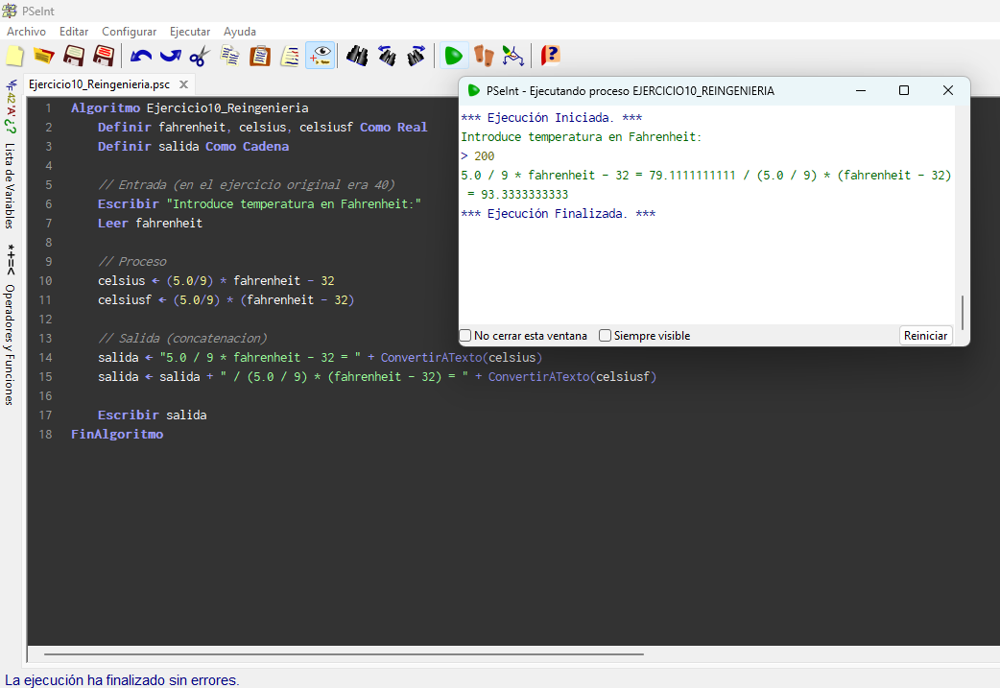 PSeInt
Archivo Editar Configurar Ejecutar Ayuda
Ejercicio10_Reingenieria.psc
42 'A' ¿?
Lista de Variables
*+=<
Operadores y Funciones
1 Algoritmo Ejercicio10_Reingenieria
2 Definir fahrenheit, celsius, celsiusf Como Real
3 Definir salida Como Cadena
4
5 // Entrada (en el ejercicio original era 40)
6 Escribir "Introduce temperatura en Fahrenheit:"
7 Leer fahrenheit
8
9 // Proceso
10 celsius ← (5.0/9) * fahrenheit - 32
11 celsiusf ← (5.0/9) * (fahrenheit - 32)
12
13 // Salida (concatenacion)
14 salida ← "5.0 / 9 * fahrenheit - 32 = " + ConvertirATexto(celsius)
15 salida ← salida + " / (5.0 / 9) * (fahrenheit - 32) = " + ConvertirATexto(celsiusf)
16
17 Escribir salida
18 FinAlgoritmo
PSeInt - Ejecutando proceso EJERCICIO10_REINGENIERIA
*** Ejecución Iniciada. ***
Introduce temperatura en Fahrenheit:
> 200
5.0 / 9 * fahrenheit - 32 = 79.1111111111 / (5.0 / 9) * (fahrenheit - 32)
= 93.3333333333
*** Ejecución Finalizada. ***
No cerrar esta ventana Siempre visible Reiniciar
La ejecución ha finalizado sin errores.